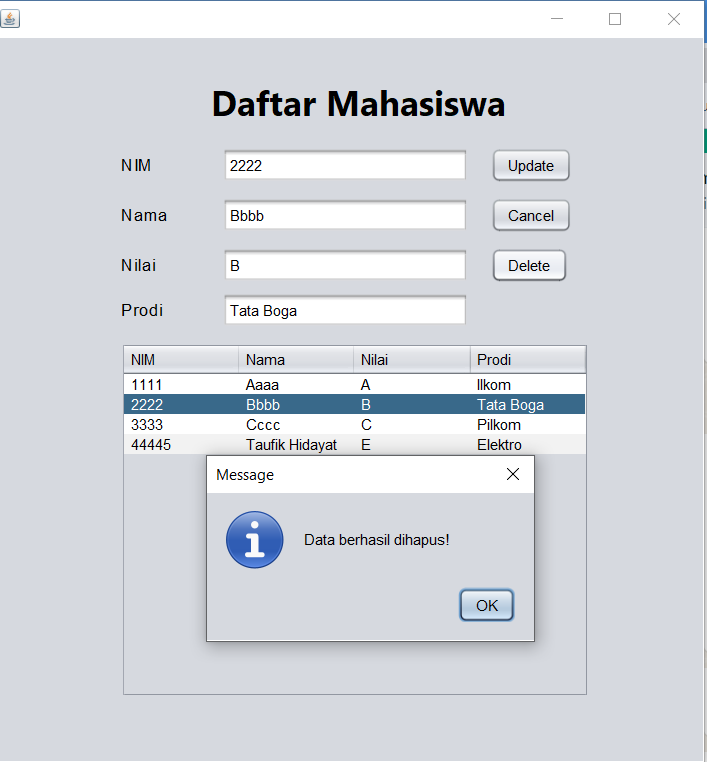 Daftar Mahasiswa
NIM 2222 Update
Nama Bbbb Cancel
Nilai B Delete
Prodi Tata Boga
NIM Nama Nilai Prodi
1111 Aaaa A Ilkom
2222 Bbbb B Tata Boga
3333 Cccc C Pilkom
44445 Taufik Hidayat E Elektro
Message
Data berhasil dihapus!
OK